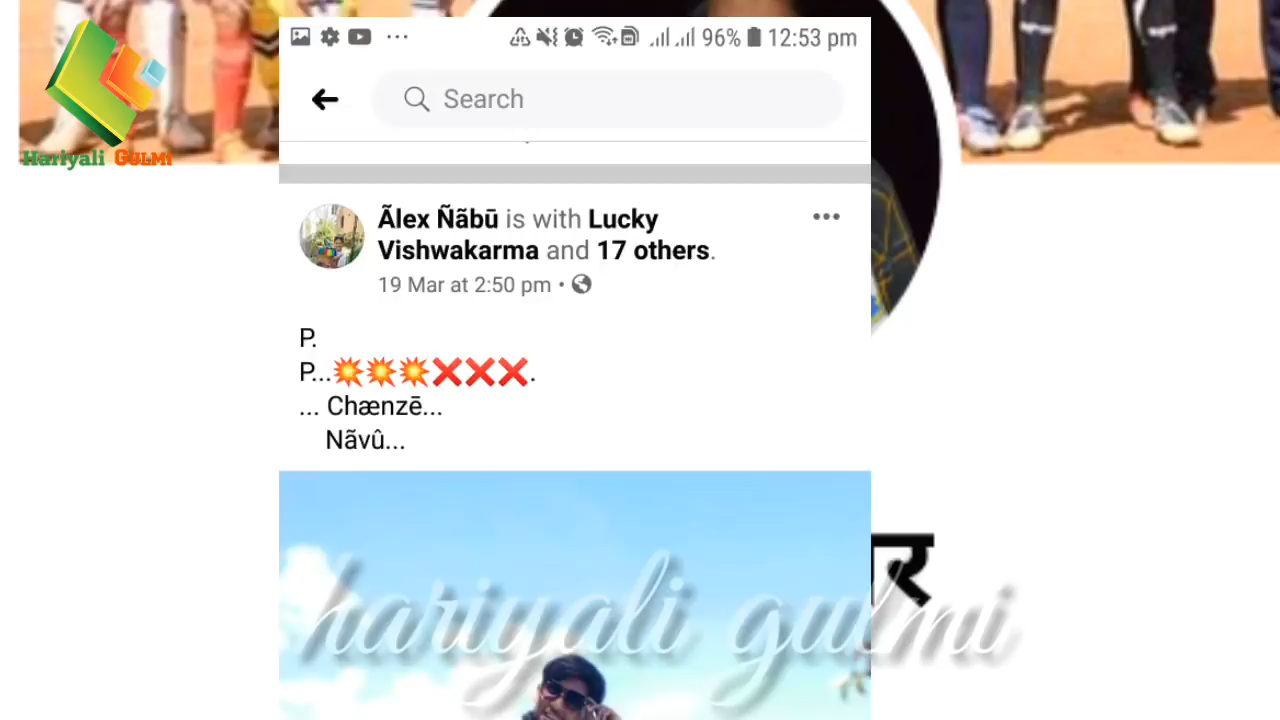 Hariyali GULMI
96% 12:53 pm
Search
Ãlex Ñãbū is with Lucky
Vishwakarma and 17 others.
19 Mar at 2:50 pm •
P.
P...💥💥💥❌❌❌.
... Chænzē...
Nãvû...
hariyali gulmi